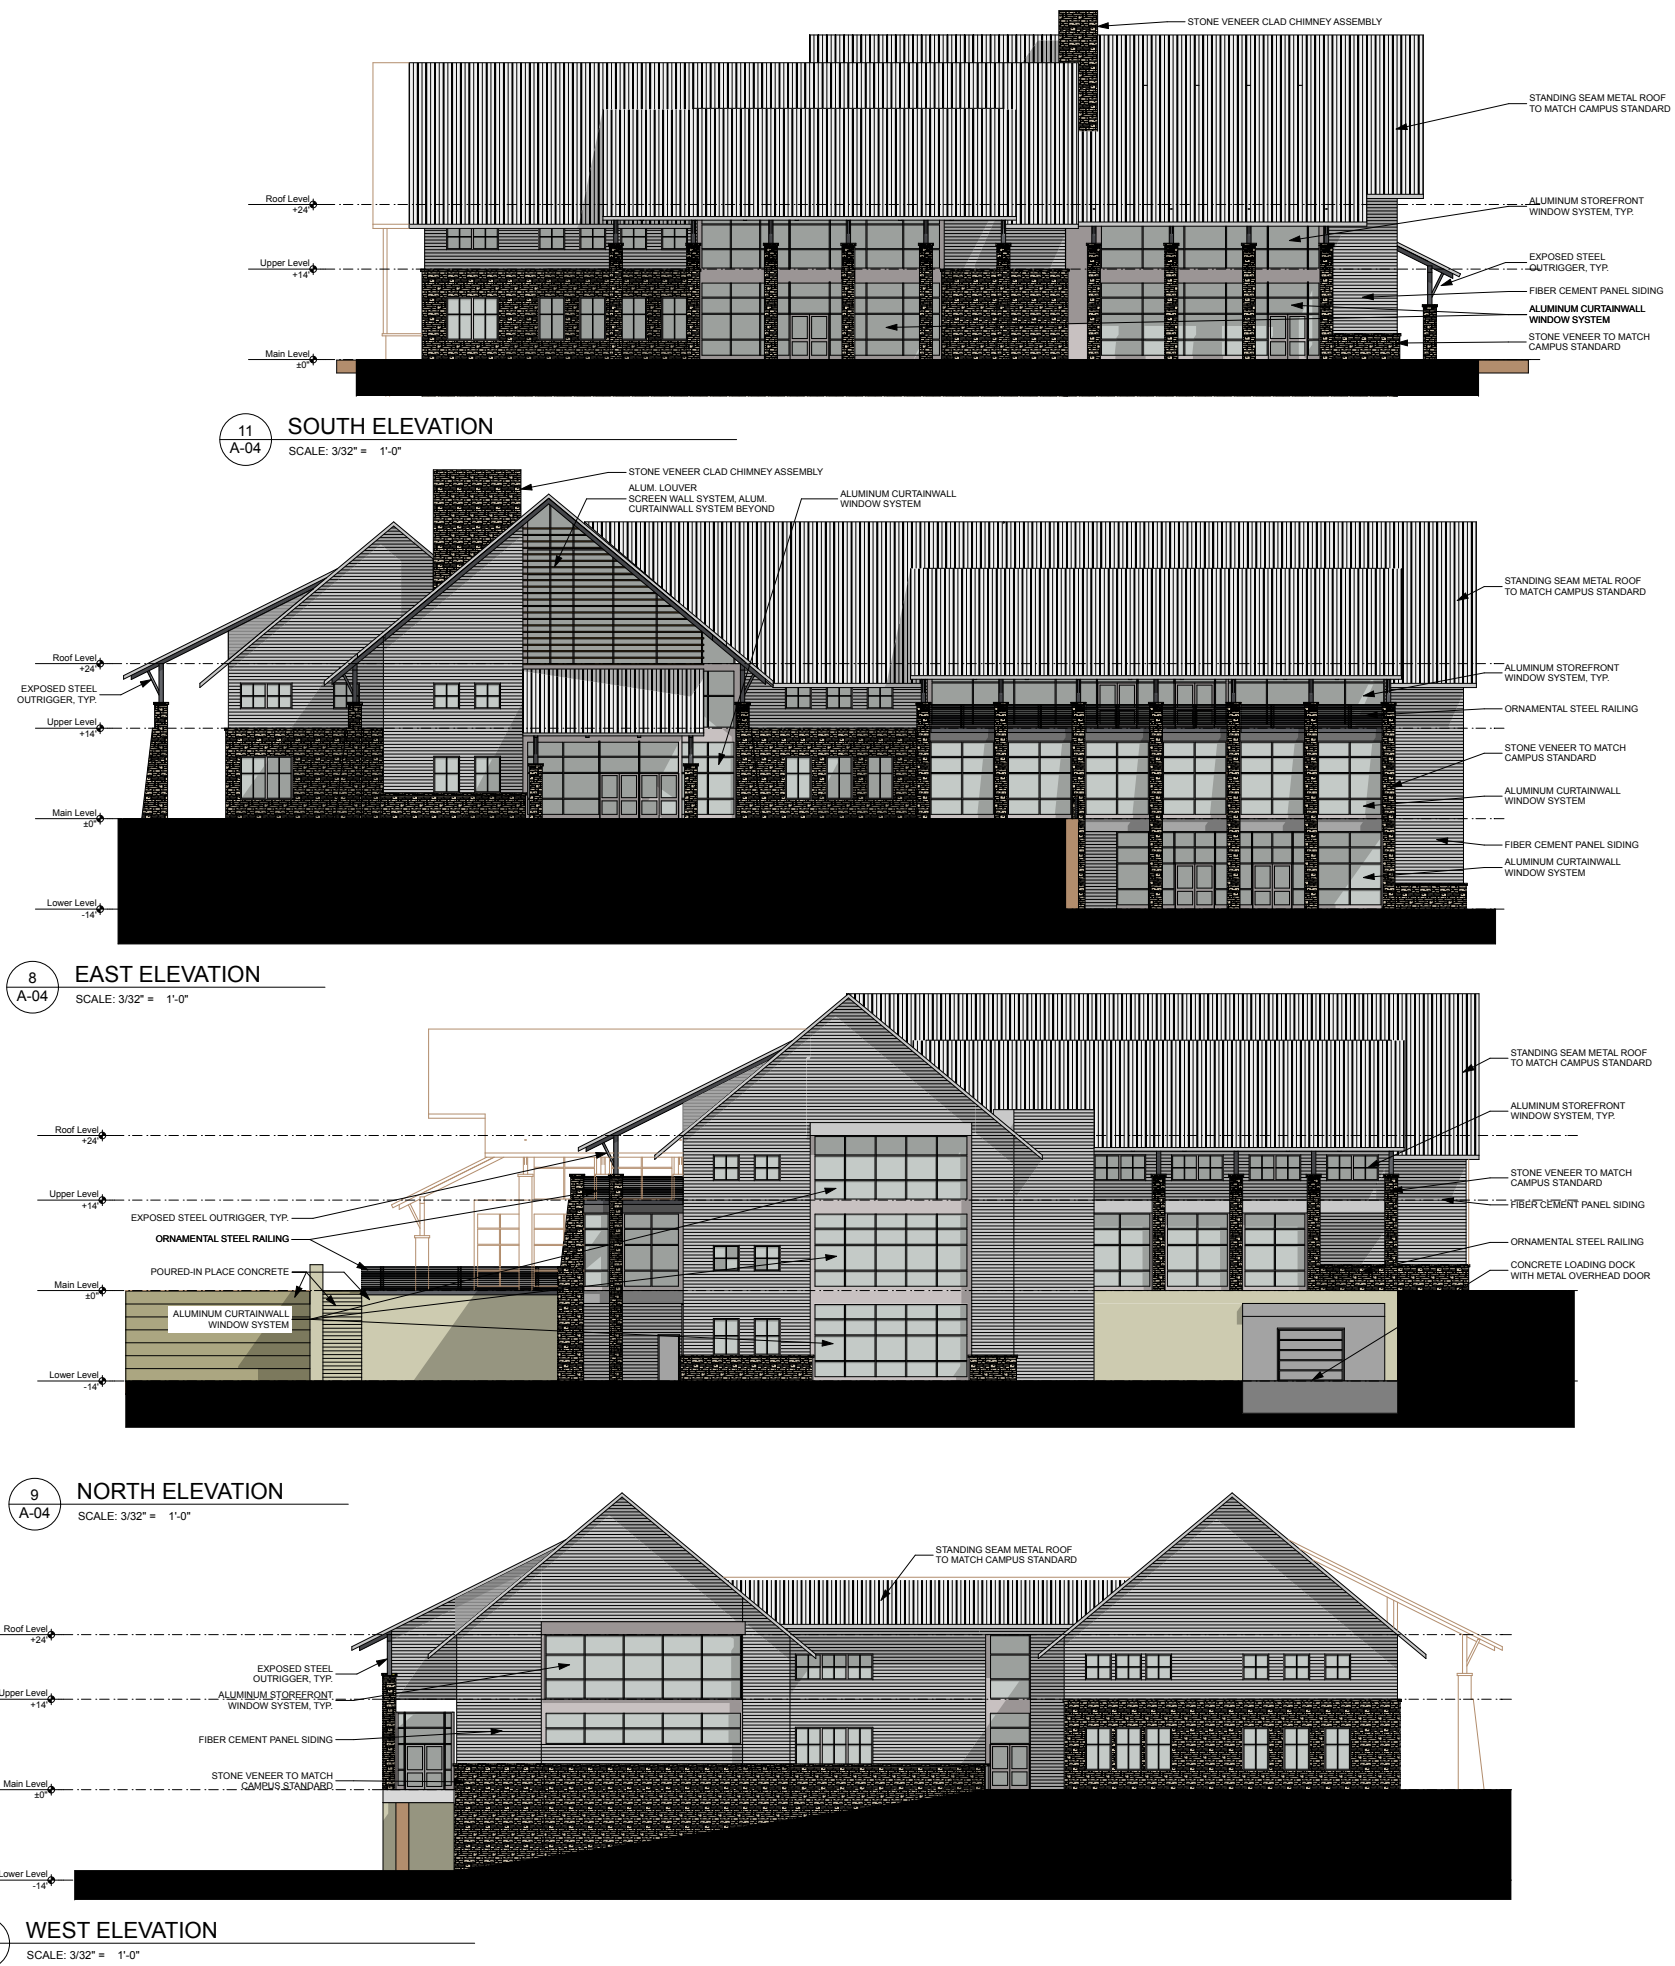 STONE VENEER CLAD CHIMNEY ASSEMBLY
STANDING SEAM METAL ROOF
TO MATCH CAMPUS STANDARD
Roof Level
+24'
ALUMINUM STOREFRONT
WINDOW SYSTEM, TYP.
Upper Level
+14'
EXPOSED STEEL
OUTRIGGER, TYP.
FIBER CEMENT PANEL SIDING
ALUMINUM CURTAINWALL
WINDOW SYSTEM
STONE VENEER TO MATCH
CAMPUS STANDARD
Main Level
±0"
11
A-04
SOUTH ELEVATION
SCALE: 3/32" = 1'-0"
STONE VENEER CLAD CHIMNEY ASSEMBLY
ALUM. LOUVER
SCREEN WALL SYSTEM, ALUM.
CURTAINWALL SYSTEM BEYOND
ALUMINUM CURTAINWALL
WINDOW SYSTEM
STANDING SEAM METAL ROOF
TO MATCH CAMPUS STANDARD
Roof Level
+24'
EXPOSED STEEL
OUTRIGGER, TYP.
ALUMINUM STOREFRONT
WINDOW SYSTEM, TYP.
ORNAMENTAL STEEL RAILING
Upper Level
+14'
STONE VENEER TO MATCH
CAMPUS STANDARD
ALUMINUM CURTAINWALL
WINDOW SYSTEM
Main Level
±0"
FIBER CEMENT PANEL SIDING
ALUMINUM CURTAINWALL
WINDOW SYSTEM
Lower Level
-14'
8
A-04
EAST ELEVATION
SCALE: 3/32" = 1'-0"
STANDING SEAM METAL ROOF
TO MATCH CAMPUS STANDARD
ALUMINUM STOREFRONT
WINDOW SYSTEM, TYP.
Roof Level
+24'
STONE VENEER TO MATCH
CAMPUS STANDARD
Upper Level
+14'
FIBER CEMENT PANEL SIDING
EXPOSED STEEL OUTRIGGER, TYP.
ORNAMENTAL STEEL RAILING
ORNAMENTAL STEEL RAILING
POURED-IN PLACE CONCRETE
CONCRETE LOADING DOCK
WITH METAL OVERHEAD DOOR
Main Level
±0"
ALUMINUM CURTAINWALL
WINDOW SYSTEM
Lower Level
-14'
9
A-04
NORTH ELEVATION
SCALE: 3/32" = 1'-0"
STANDING SEAM METAL ROOF
TO MATCH CAMPUS STANDARD
Roof Level
+24'
EXPOSED STEEL
OUTRIGGER, TYP.
Upper Level
+14'
ALUMINUM STOREFRONT
WINDOW SYSTEM, TYP.
FIBER CEMENT PANEL SIDING
STONE VENEER TO MATCH
CAMPUS STANDARD
Main Level
±0"
Lower Level
-14'
WEST ELEVATION
SCALE: 3/32" = 1'-0"